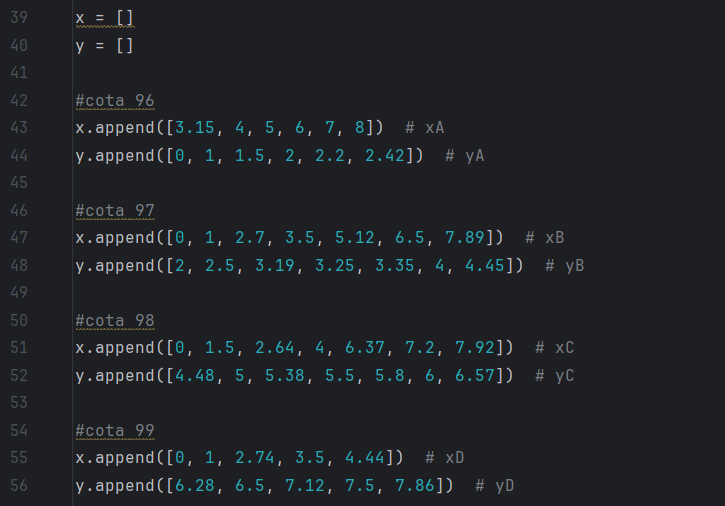 39 x = []
40 y = []
41
42 #cota 96
43 x.append([3.15, 4, 5, 6, 7, 8])  # xA
44 y.append([0, 1, 1.5, 2, 2.2, 2.42])  # yA
45
46 #cota 97
47 x.append([0, 1, 2.7, 3.5, 5.12, 6.5, 7.89])  # xB
48 y.append([2, 2.5, 3.19, 3.25, 3.35, 4, 4.45])  # yB
49
50 #cota 98
51 x.append([0, 1.5, 2.64, 4, 6.37, 7.2, 7.92])  # xC
52 y.append([4.48, 5, 5.38, 5.5, 5.8, 6, 6.57])  # yC
53
54 #cota 99
55 x.append([0, 1, 2.74, 3.5, 4.44])  # xD
56 y.append([6.28, 6.5, 7.12, 7.5, 7.86])  # yD